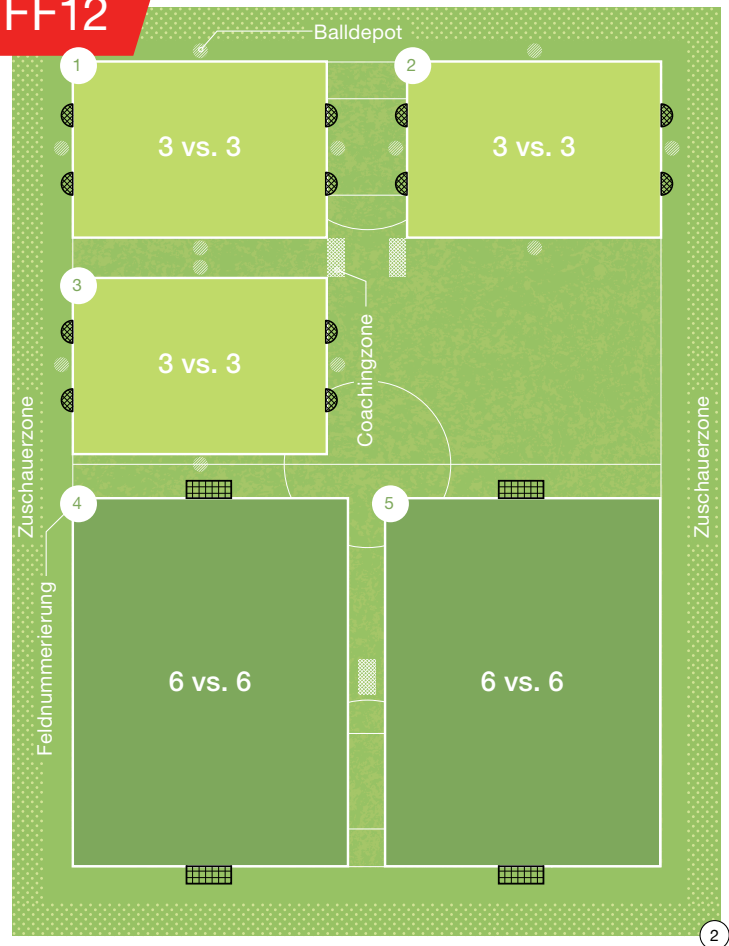 FF12
Balldepot
1
2
3 vs. 3
3 vs. 3
3
3 vs. 3
Coachingzone
Zuschauerzone
Zuschauerzone
4
5
Feldnummerierung
6 vs. 6
6 vs. 6
2